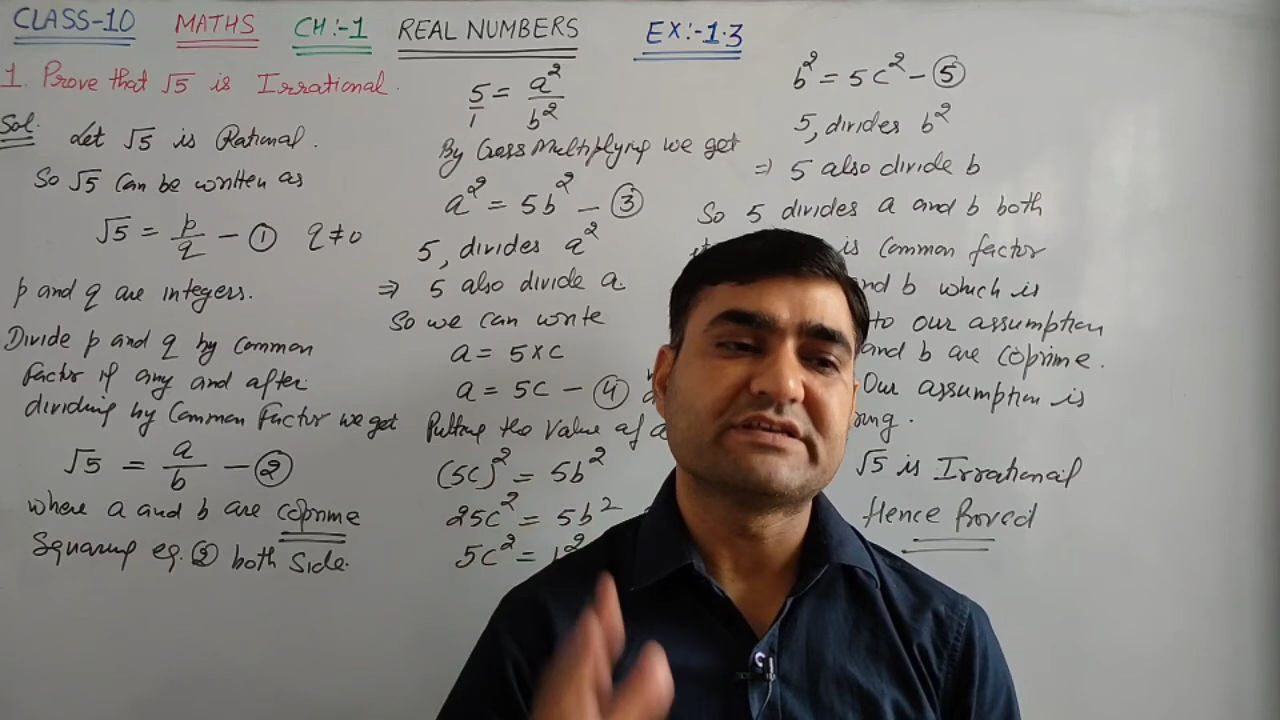 CLASS-10 MATHS CH:-1 REAL NUMBERS EX:-1.3
1. Prove that √5 is Irrational.
Sol. Let √5 is Rational.
So √5 Can be written as
√5 = p/q - ① q≠0
p and q are integers.
Divide p and q by Common
factor if any and after
dividing by Common Factor we get
√5 = a/b - ②
where a and b are coprime
Squaring eq. ② both Side.
5/1 = a²/b²
By Cross Multiplying we get
a² = 5b² - ③
5, divides a²
⇒ 5 also divide a.
So we can write
a = 5×c
a = 5c - ④
Putting the value of a
(5c)² = 5b²
25c² = 5b²
5c² = b²
b² = 5c² - ⑤
5, divides b²
⇒ 5 also divide b
So 5 divides a and b both
is Common factor
and b which is
to our assumption
and b are coprime.
Our assumption is
√5 is Irrational
Hence Proved